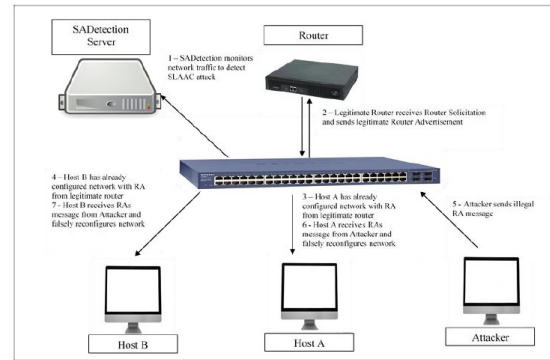 SADetection
Server
Router
1 – SADetection monitors
network traffic to detect
SLAAC attack
2 – Legitimate Router receives Router Solicitation
and sends legitimate Router Advertisement
4 – Host B has already
configured network with RA
from legitimate router
7 - Host B receives RAs
message from Attacker and
falsely reconfigures network
3 – Host A has already
configured network with RA
from legitimate router
6 - Host A receives RAs
message from Attacker and
falsely reconfigures network
5 - Attacker sends illegal
RA message
Host B
Host A
Attacker